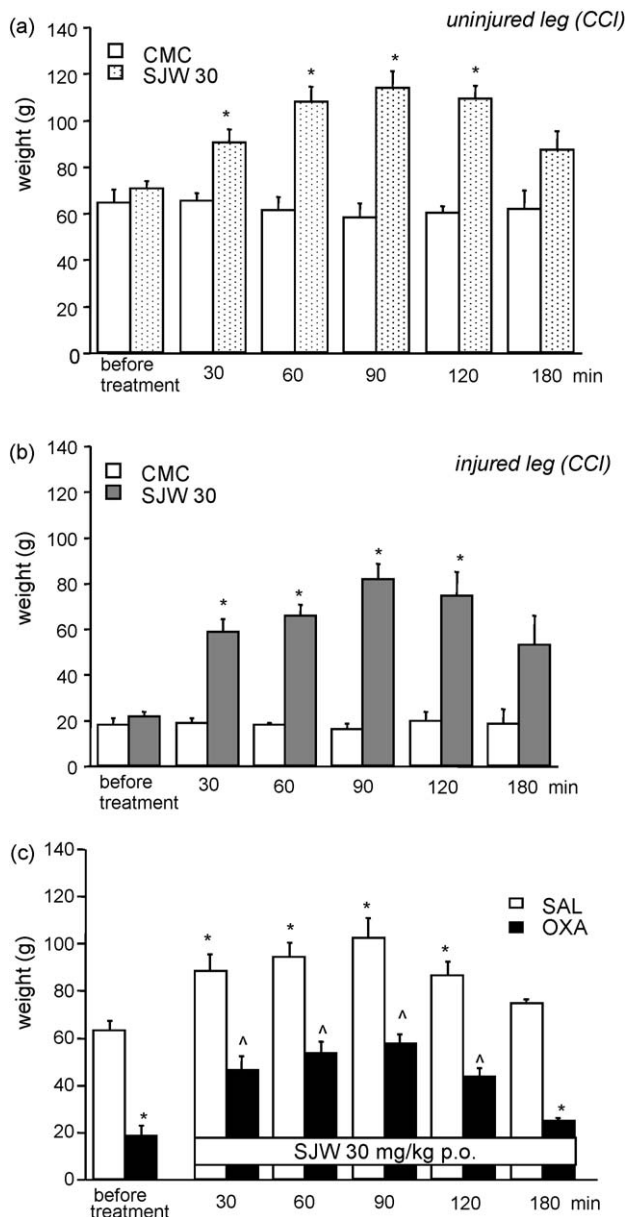 (a)
uninjured leg (CCI)
140
CMC
SJW 30
120
100
80
60
40
20
0
weight (g)
* * * *
before treatment 30 60 90 120 180 min
(b)
injured leg (CCI)
140
CMC
SJW 30
120
100
80
60
40
20
0
weight (g)
* * * *
before treatment 30 60 90 120 180 min
(c)
140
SAL
OXA
120
100
80
60
40
20
0
weight (g)
* * * *
* ^ ^ ^ ^ *
SJW 30 mg/kg p.o.
before treatment 30 60 90 120 180 min